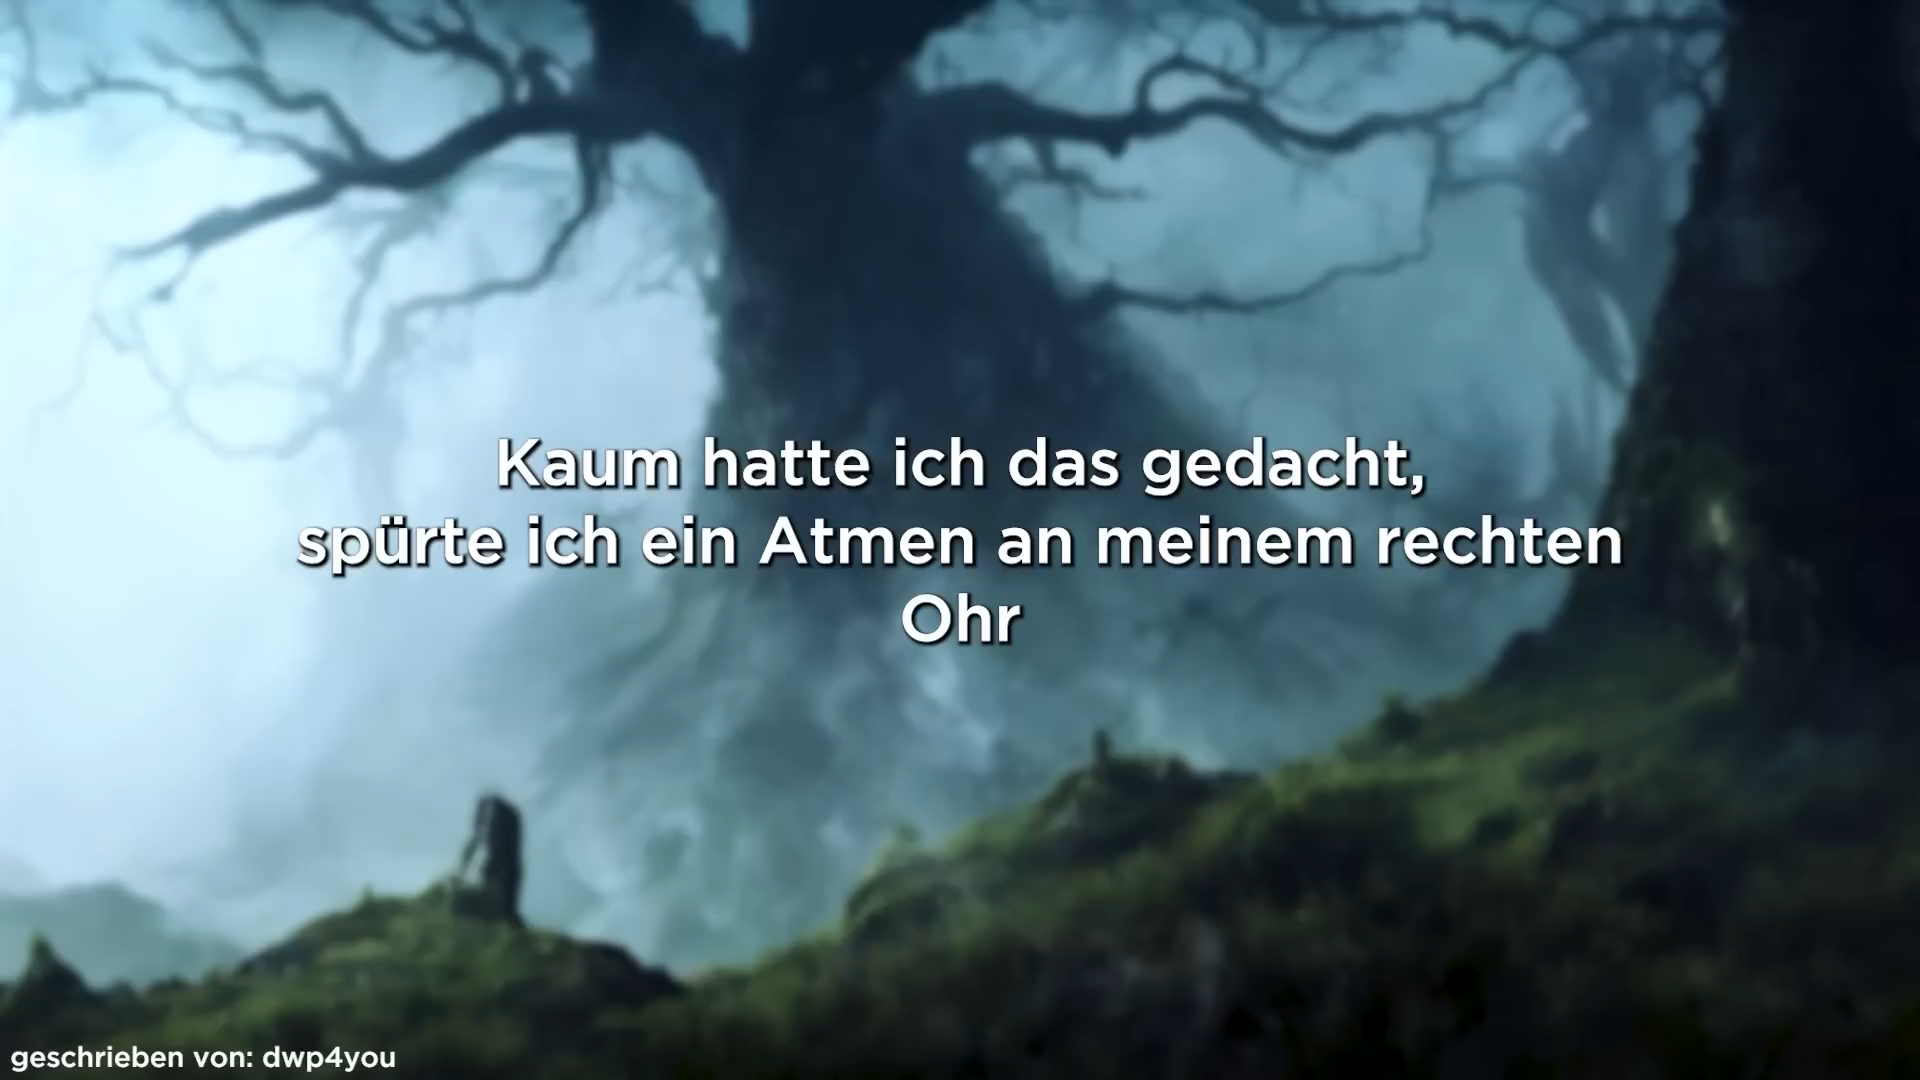 Kaum hatte ich das gedacht,
spürte ich ein Atmen an meinem rechten
Ohr
geschrieben von: dwp4you